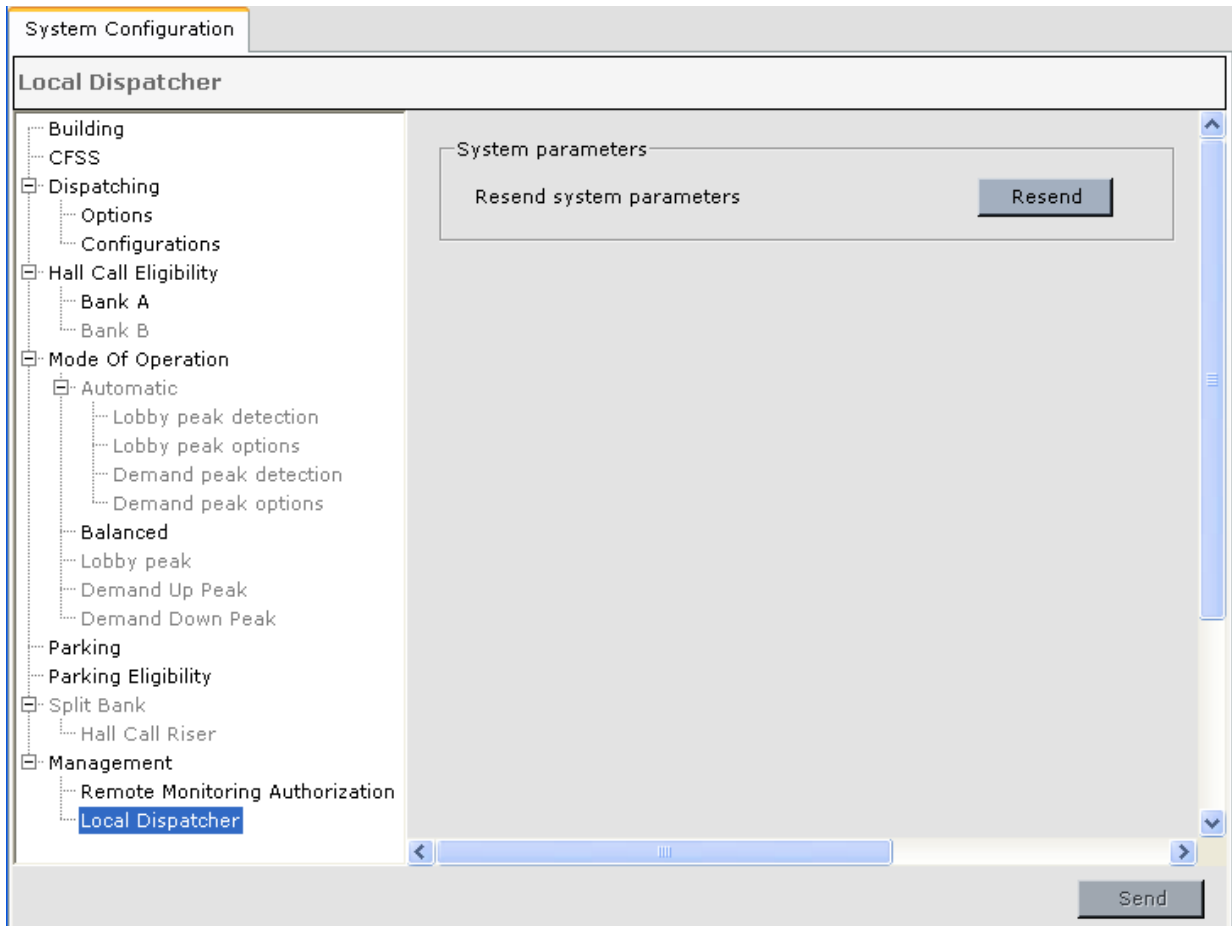 System Configuration
Local Dispatcher
Building
CFSS
Dispatching
Options
Configurations
Hall Call Eligibility
Bank A
Bank B
Mode Of Operation
Automatic
Lobby peak detection
Lobby peak options
Demand peak detection
Demand peak options
Balanced
Lobby peak
Demand Up Peak
Demand Down Peak
Parking
Parking Eligibility
Split Bank
Hall Call Riser
Management
Remote Monitoring Authorization
Local Dispatcher
System parameters
Resend system parameters Resend
Send